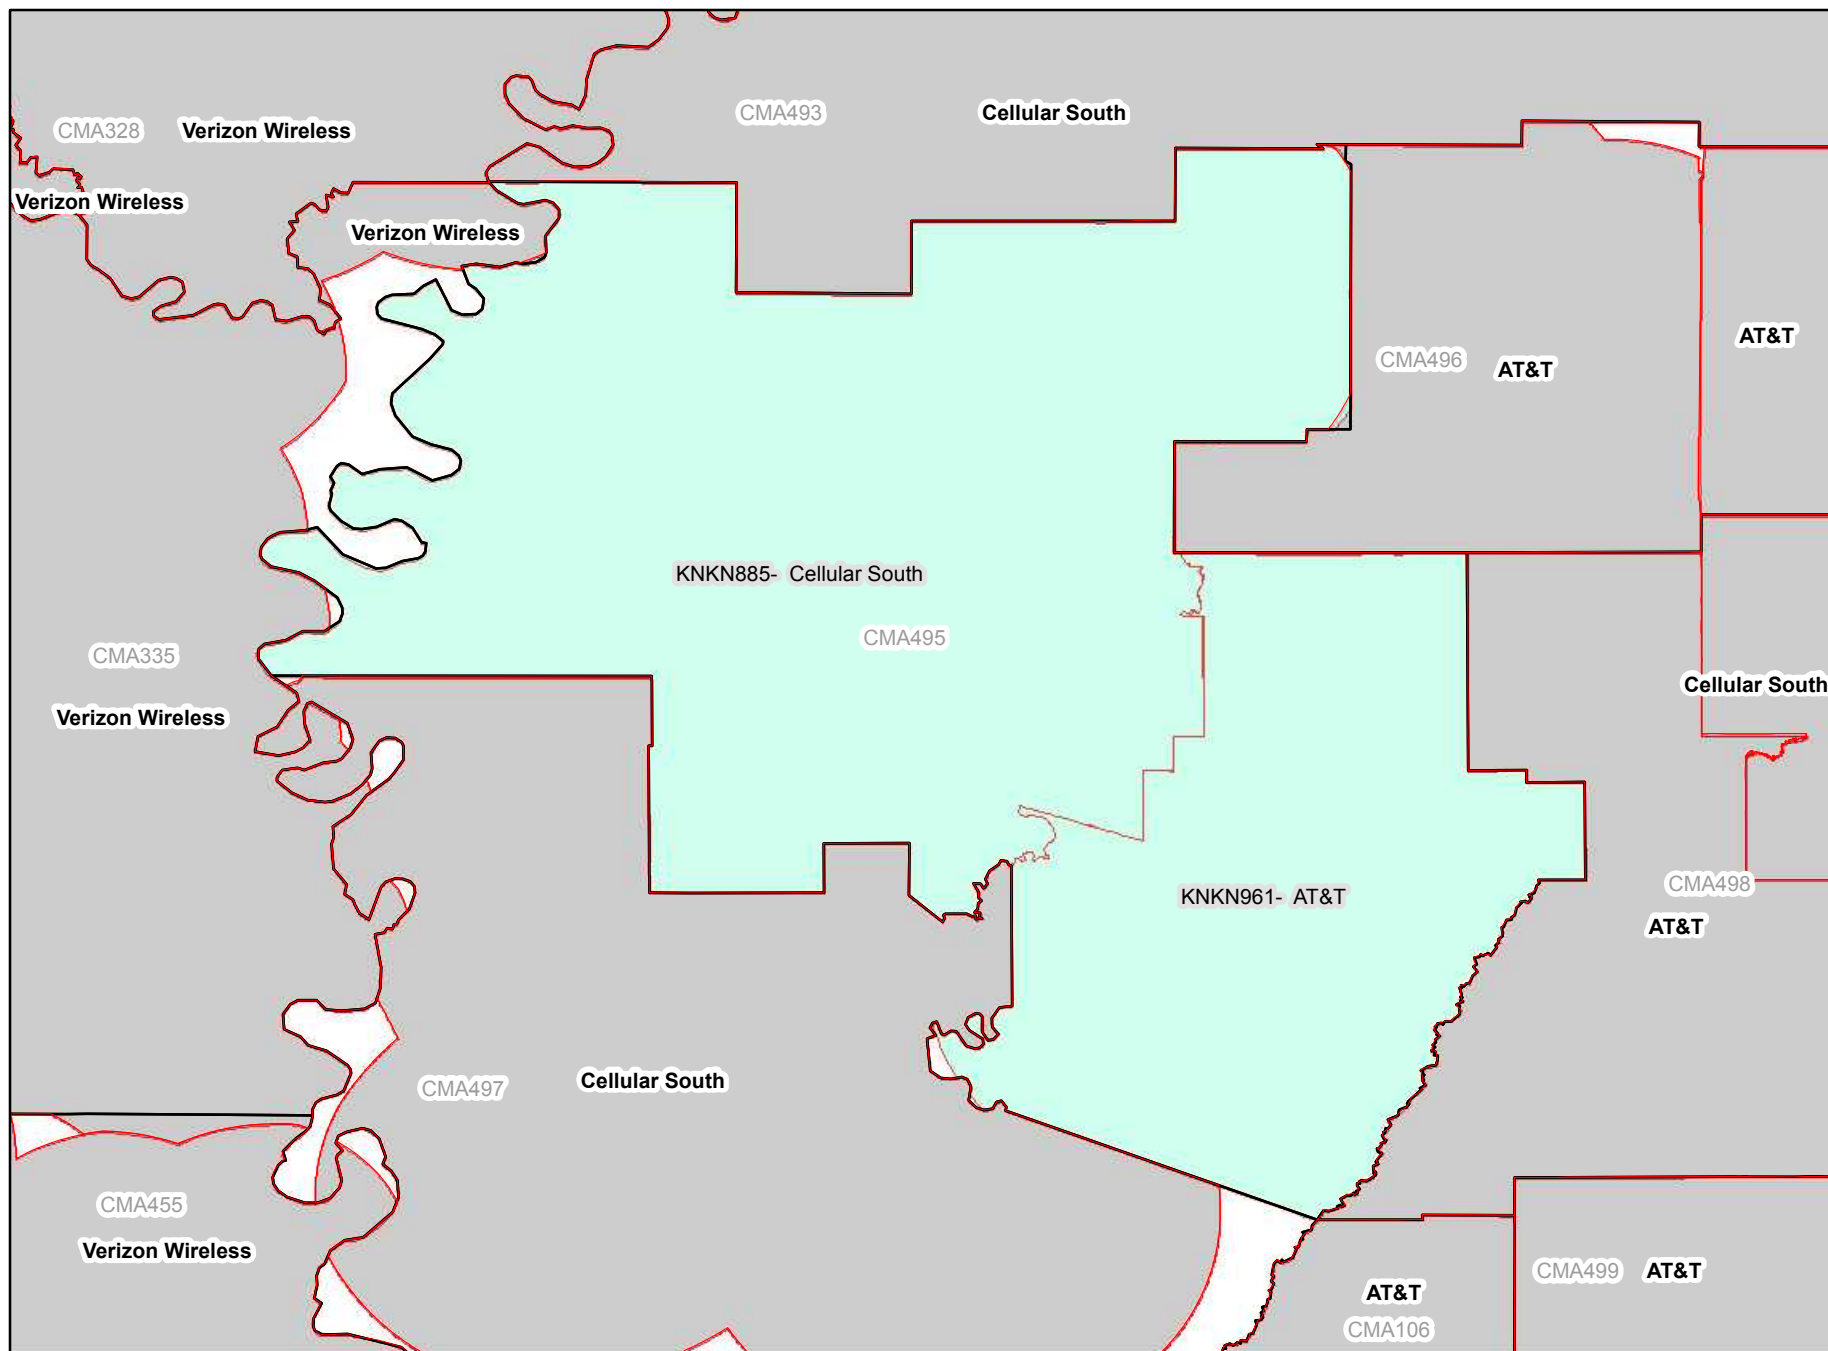 CMA493
Cellular South
CMA328
Verizon Wireless
Verizon Wireless
Verizon Wireless
AT&T
CMA496
AT&T
KNKN885- Cellular South
CMA495
CMA335
Cellular South
Verizon Wireless
CMA498
KNKN961- AT&T
AT&T
CMA497
Cellular South
CMA455
Verizon Wireless
CMA499
AT&T
AT&T
CMA106